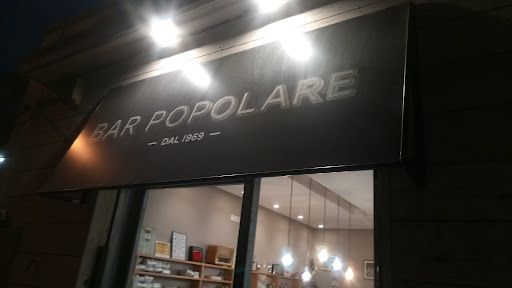 BAR POPOLARE
— DAL 1969 —